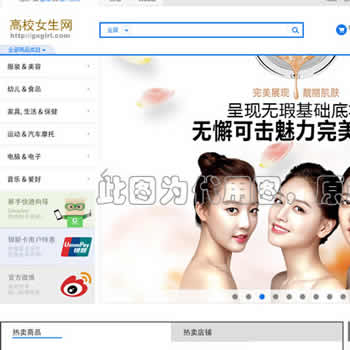 高校女生网
http://gxgirl.com
全部
全部商品类目
服装 & 美容
幼儿 & 食品
家具, 生活 & 保健
运动 & 汽车摩托
电脑 & 电子
音乐 & 爱好
新手快速向导
银联卡用户特惠
UnionPay
银联
官方微博
完美展现 靓丽肌肤
呈现无瑕基础底
无懈可击魅力完美
此图为代用图，原
热卖商品
热卖店铺